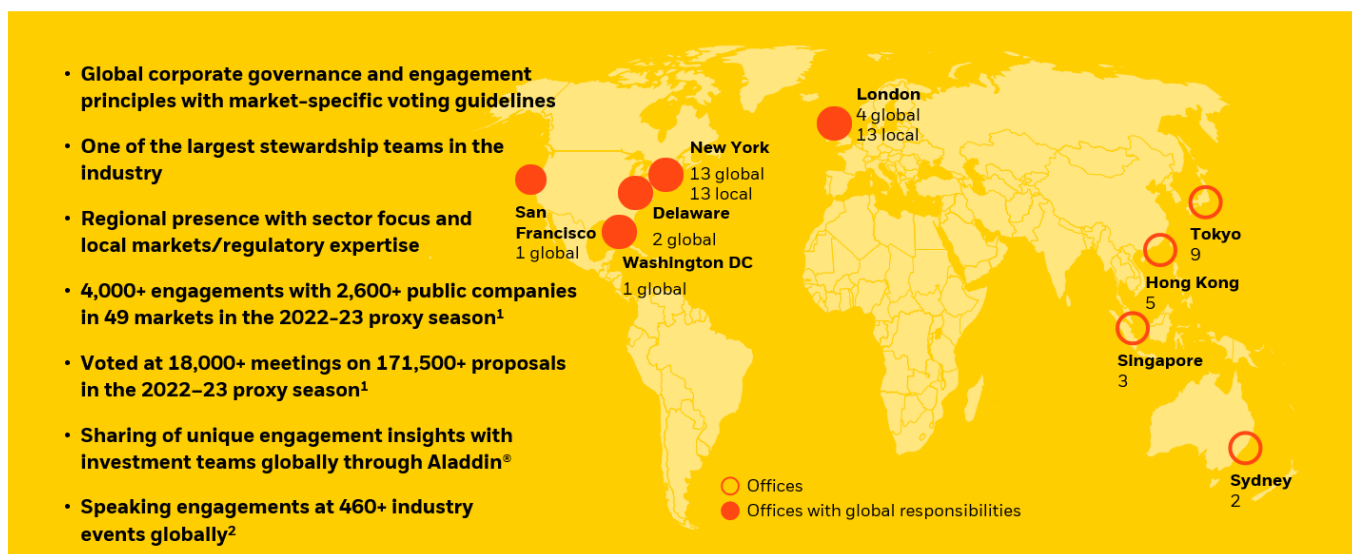 • Global corporate governance and engagement
principles with market-specific voting guidelines
• One of the largest stewardship teams in the
industry
• Regional presence with sector focus and
local markets/regulatory expertise
• 4,000+ engagements with 2,600+ public companies
in 49 markets in the 2022-23 proxy season¹
• Voted at 18,000+ meetings on 171,500+ proposals
in the 2022–23 proxy season¹
• Sharing of unique engagement insights with
investment teams globally through Aladdin®
• Speaking engagements at 460+ industry
events globally²
San
Francisco
1 global
New York
13 global
13 local
Delaware
2 global
Washington DC
1 global
London
4 global
13 local
Tokyo
9
Hong Kong
5
Singapore
3
Sydney
2
Offices
Offices with global responsibilities